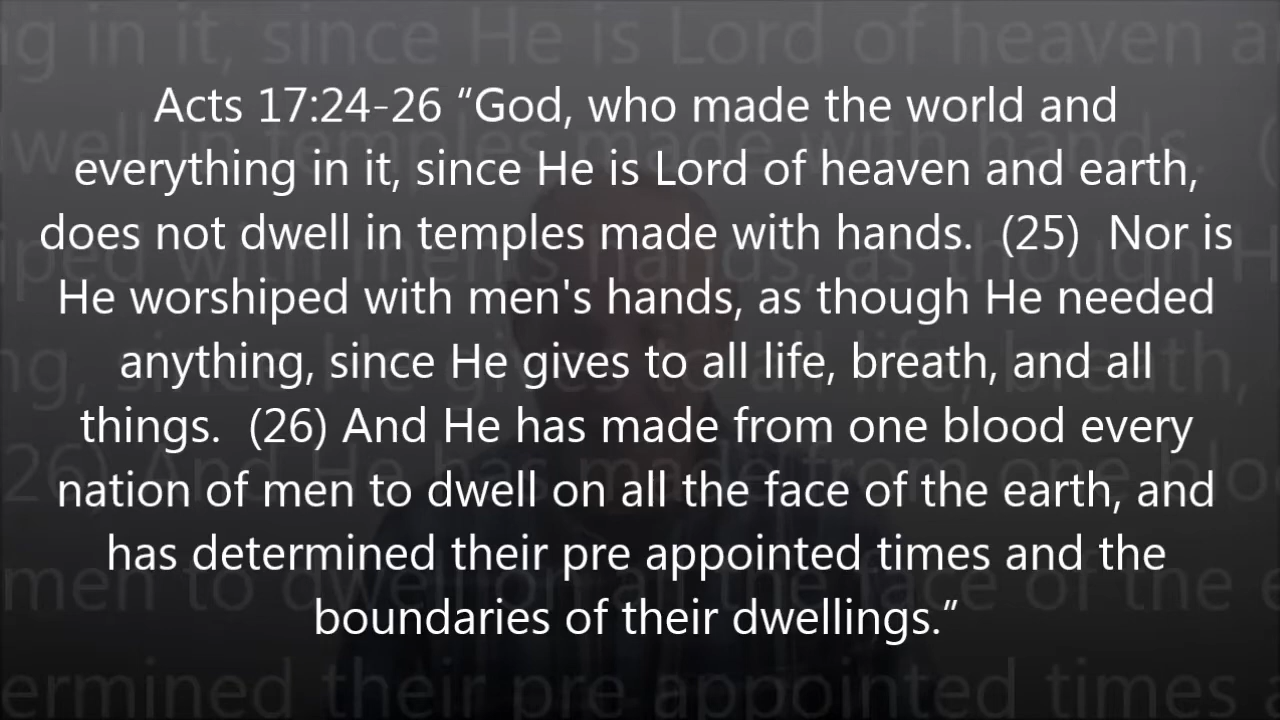 Acts 17:24-26 “God, who made the world and
everything in it, since He is Lord of heaven and earth,
does not dwell in temples made with hands.  (25)  Nor is
He worshiped with men's hands, as though He needed
anything, since He gives to all life, breath, and all
things.  (26) And He has made from one blood every
nation of men to dwell on all the face of the earth, and
has determined their pre appointed times and the
boundaries of their dwellings.”